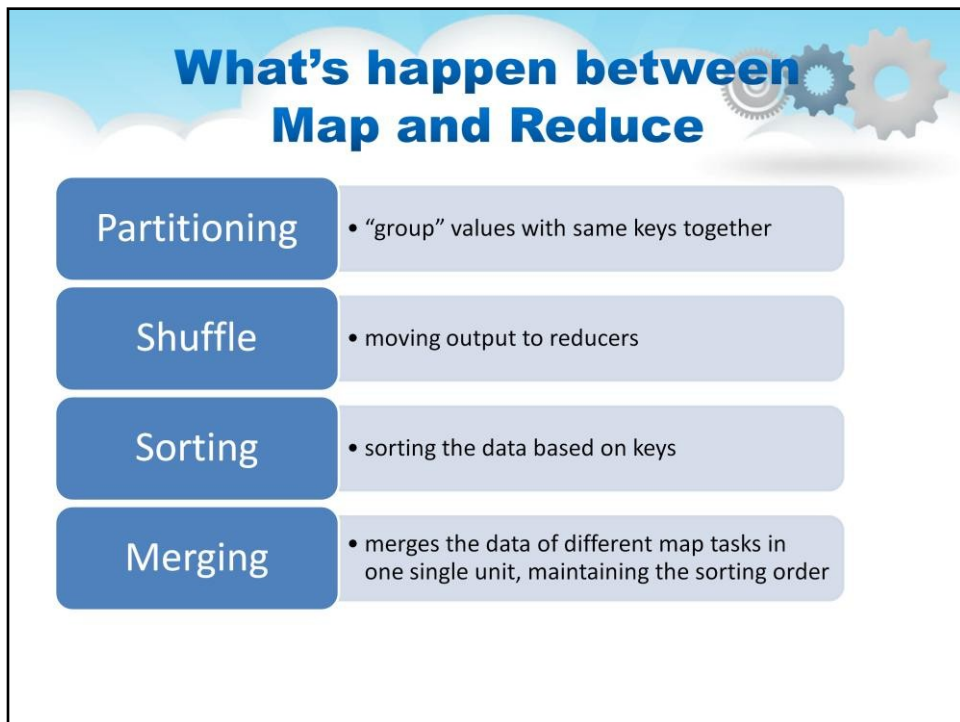 What’s happen between
Map and Reduce
Partitioning
• “group” values with same keys together
Shuffle
• moving output to reducers
Sorting
• sorting the data based on keys
Merging
• merges the data of different map tasks in
one single unit, maintaining the sorting order